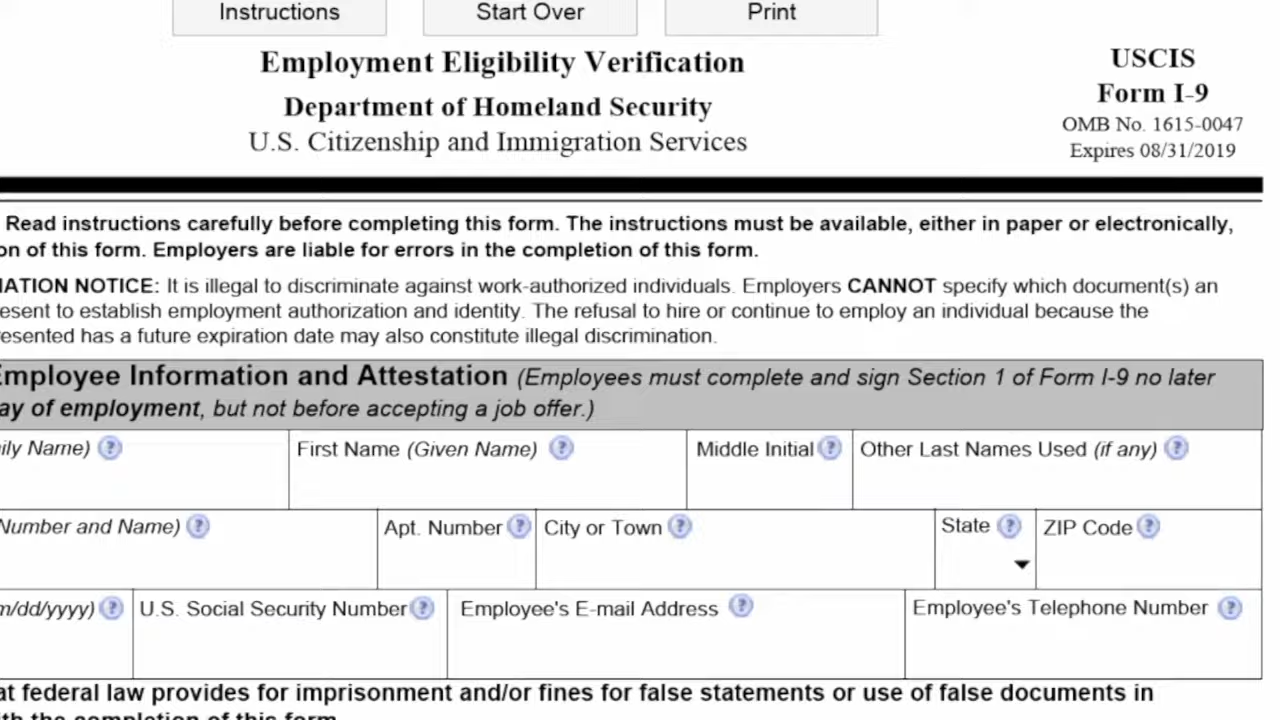 Instructions
Start Over
Print
Employment Eligibility Verification
Department of Homeland Security
U.S. Citizenship and Immigration Services
USCIS
Form I-9
OMB No. 1615-0047
Expires 08/31/2019
Read instructions carefully before completing this form. The instructions must be available, either in paper or electronically,
on of this form. Employers are liable for errors in the completion of this form.
IATION NOTICE: It is illegal to discriminate against work-authorized individuals. Employers CANNOT specify which document(s) an
esent to establish employment authorization and identity. The refusal to hire or continue to employ an individual because the
esented has a future expiration date may also constitute illegal discrimination.
Employee Information and Attestation (Employees must complete and sign Section 1 of Form I-9 no later
ay of employment, but not before accepting a job offer.)
ily Name) ?
First Name (Given Name) ?
Middle Initial ?
Other Last Names Used (if any) ?
Number and Name) ?
Apt. Number ?
City or Town ?
State ?
ZIP Code ?
m/dd/yyyy) ?
U.S. Social Security Number ?
Employee's E-mail Address ?
Employee's Telephone Number ?
at federal law provides for imprisonment and/or fines for false statements or use of false documents in
ith the completion of this form.